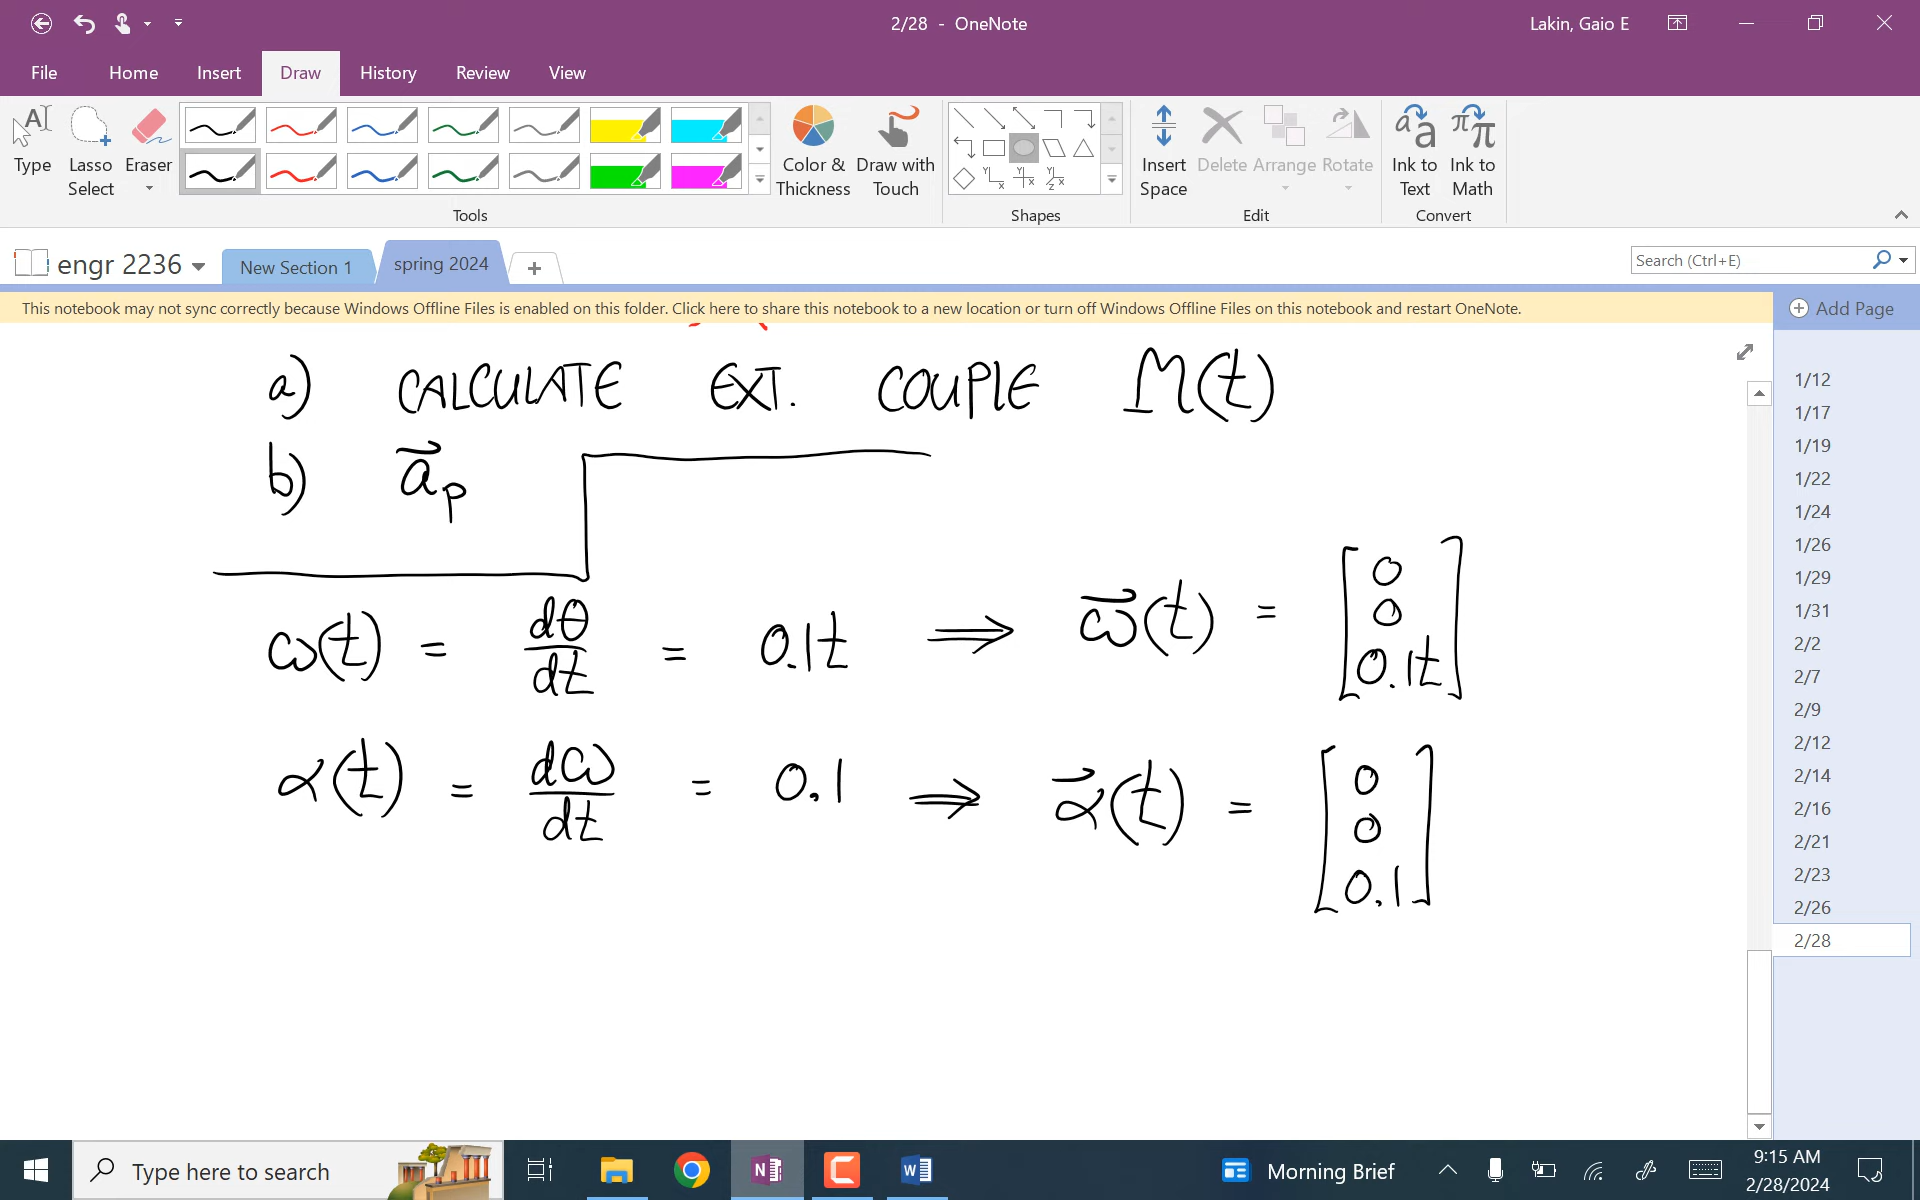 2/28 - OneNote
Lakin, Gaio E
File Home Insert Draw History Review View
Type
Lasso Select
Eraser
Color & Thickness
Draw with Touch
Insert Space
Delete
Arrange
Rotate
Ink to Text
Ink to Math
Tools
Shapes
Edit
Convert
engr 2236
New Section 1
spring 2024
Search (Ctrl+E)
This notebook may not sync correctly because Windows Offline Files is enabled on this folder. Click here to share this notebook to a new location or turn off Windows Offline Files on this notebook and restart OneNote.
Add Page
a) CALCULATE EXT. COUPLE M(t)
b) a⃗p
ω(t) = dθ/dt = 0.1t ⟹ ω⃗(t) = [0 0 0.1t]
α(t) = dω/dt = 0.1 ⟹ α⃗(t) = [0 0 0.1]
1/12
1/17
1/19
1/22
1/24
1/26
1/29
1/31
2/2
2/7
2/9
2/12
2/14
2/16
2/21
2/23
2/26
2/28
Type here to search
Morning Brief
9:15 AM
2/28/2024